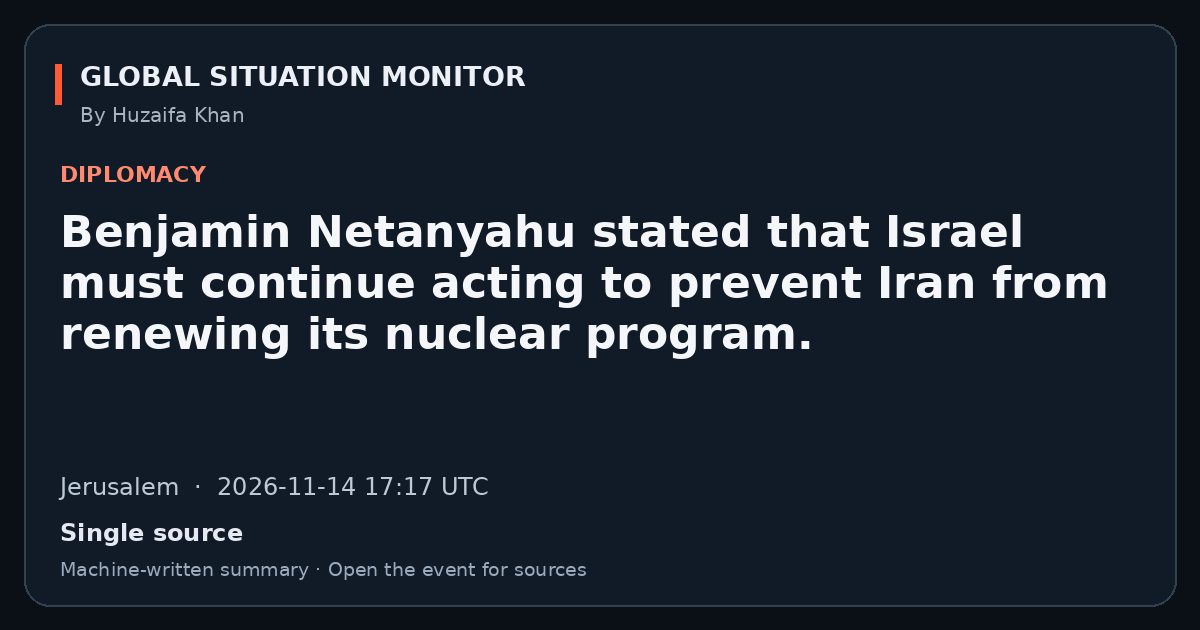 GLOBAL SITUATION MONITOR
By Huzaifa Khan
DIPLOMACY
Benjamin Netanyahu stated that Israel
must continue acting to prevent Iran from
renewing its nuclear program.
Jerusalem · 2026-11-14 17:17 UTC
Single source
Machine-written summary · Open the event for sources